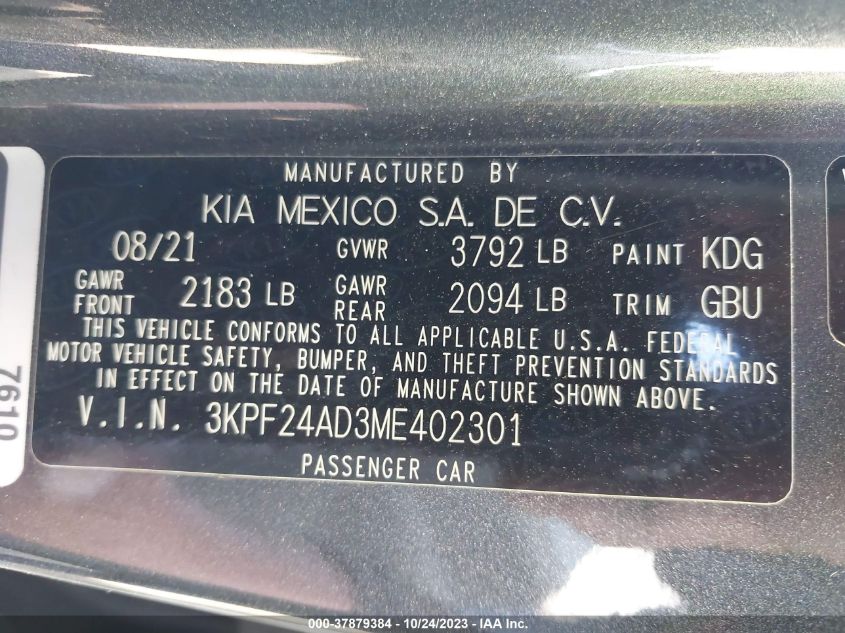 MANUFACTURED BY
KIA MEXICO S.A. DE C.V.
08/21 GVWR 3792 LB PAINT KDG
GAWR FRONT 2183 LB GAWR REAR 2094 LB TRIM GBU
THIS VEHICLE CONFORMS TO ALL APPLICABLE U.S.A. FEDERAL
MOTOR VEHICLE SAFETY, BUMPER, AND THEFT PREVENTION STANDARDS
IN EFFECT ON THE DATE OF MANUFACTURE SHOWN ABOVE.
V.I.N. 3KPF24AD3ME402301
PASSENGER CAR
7610
000-37879384 - 10/24/2023 - IAA Inc.